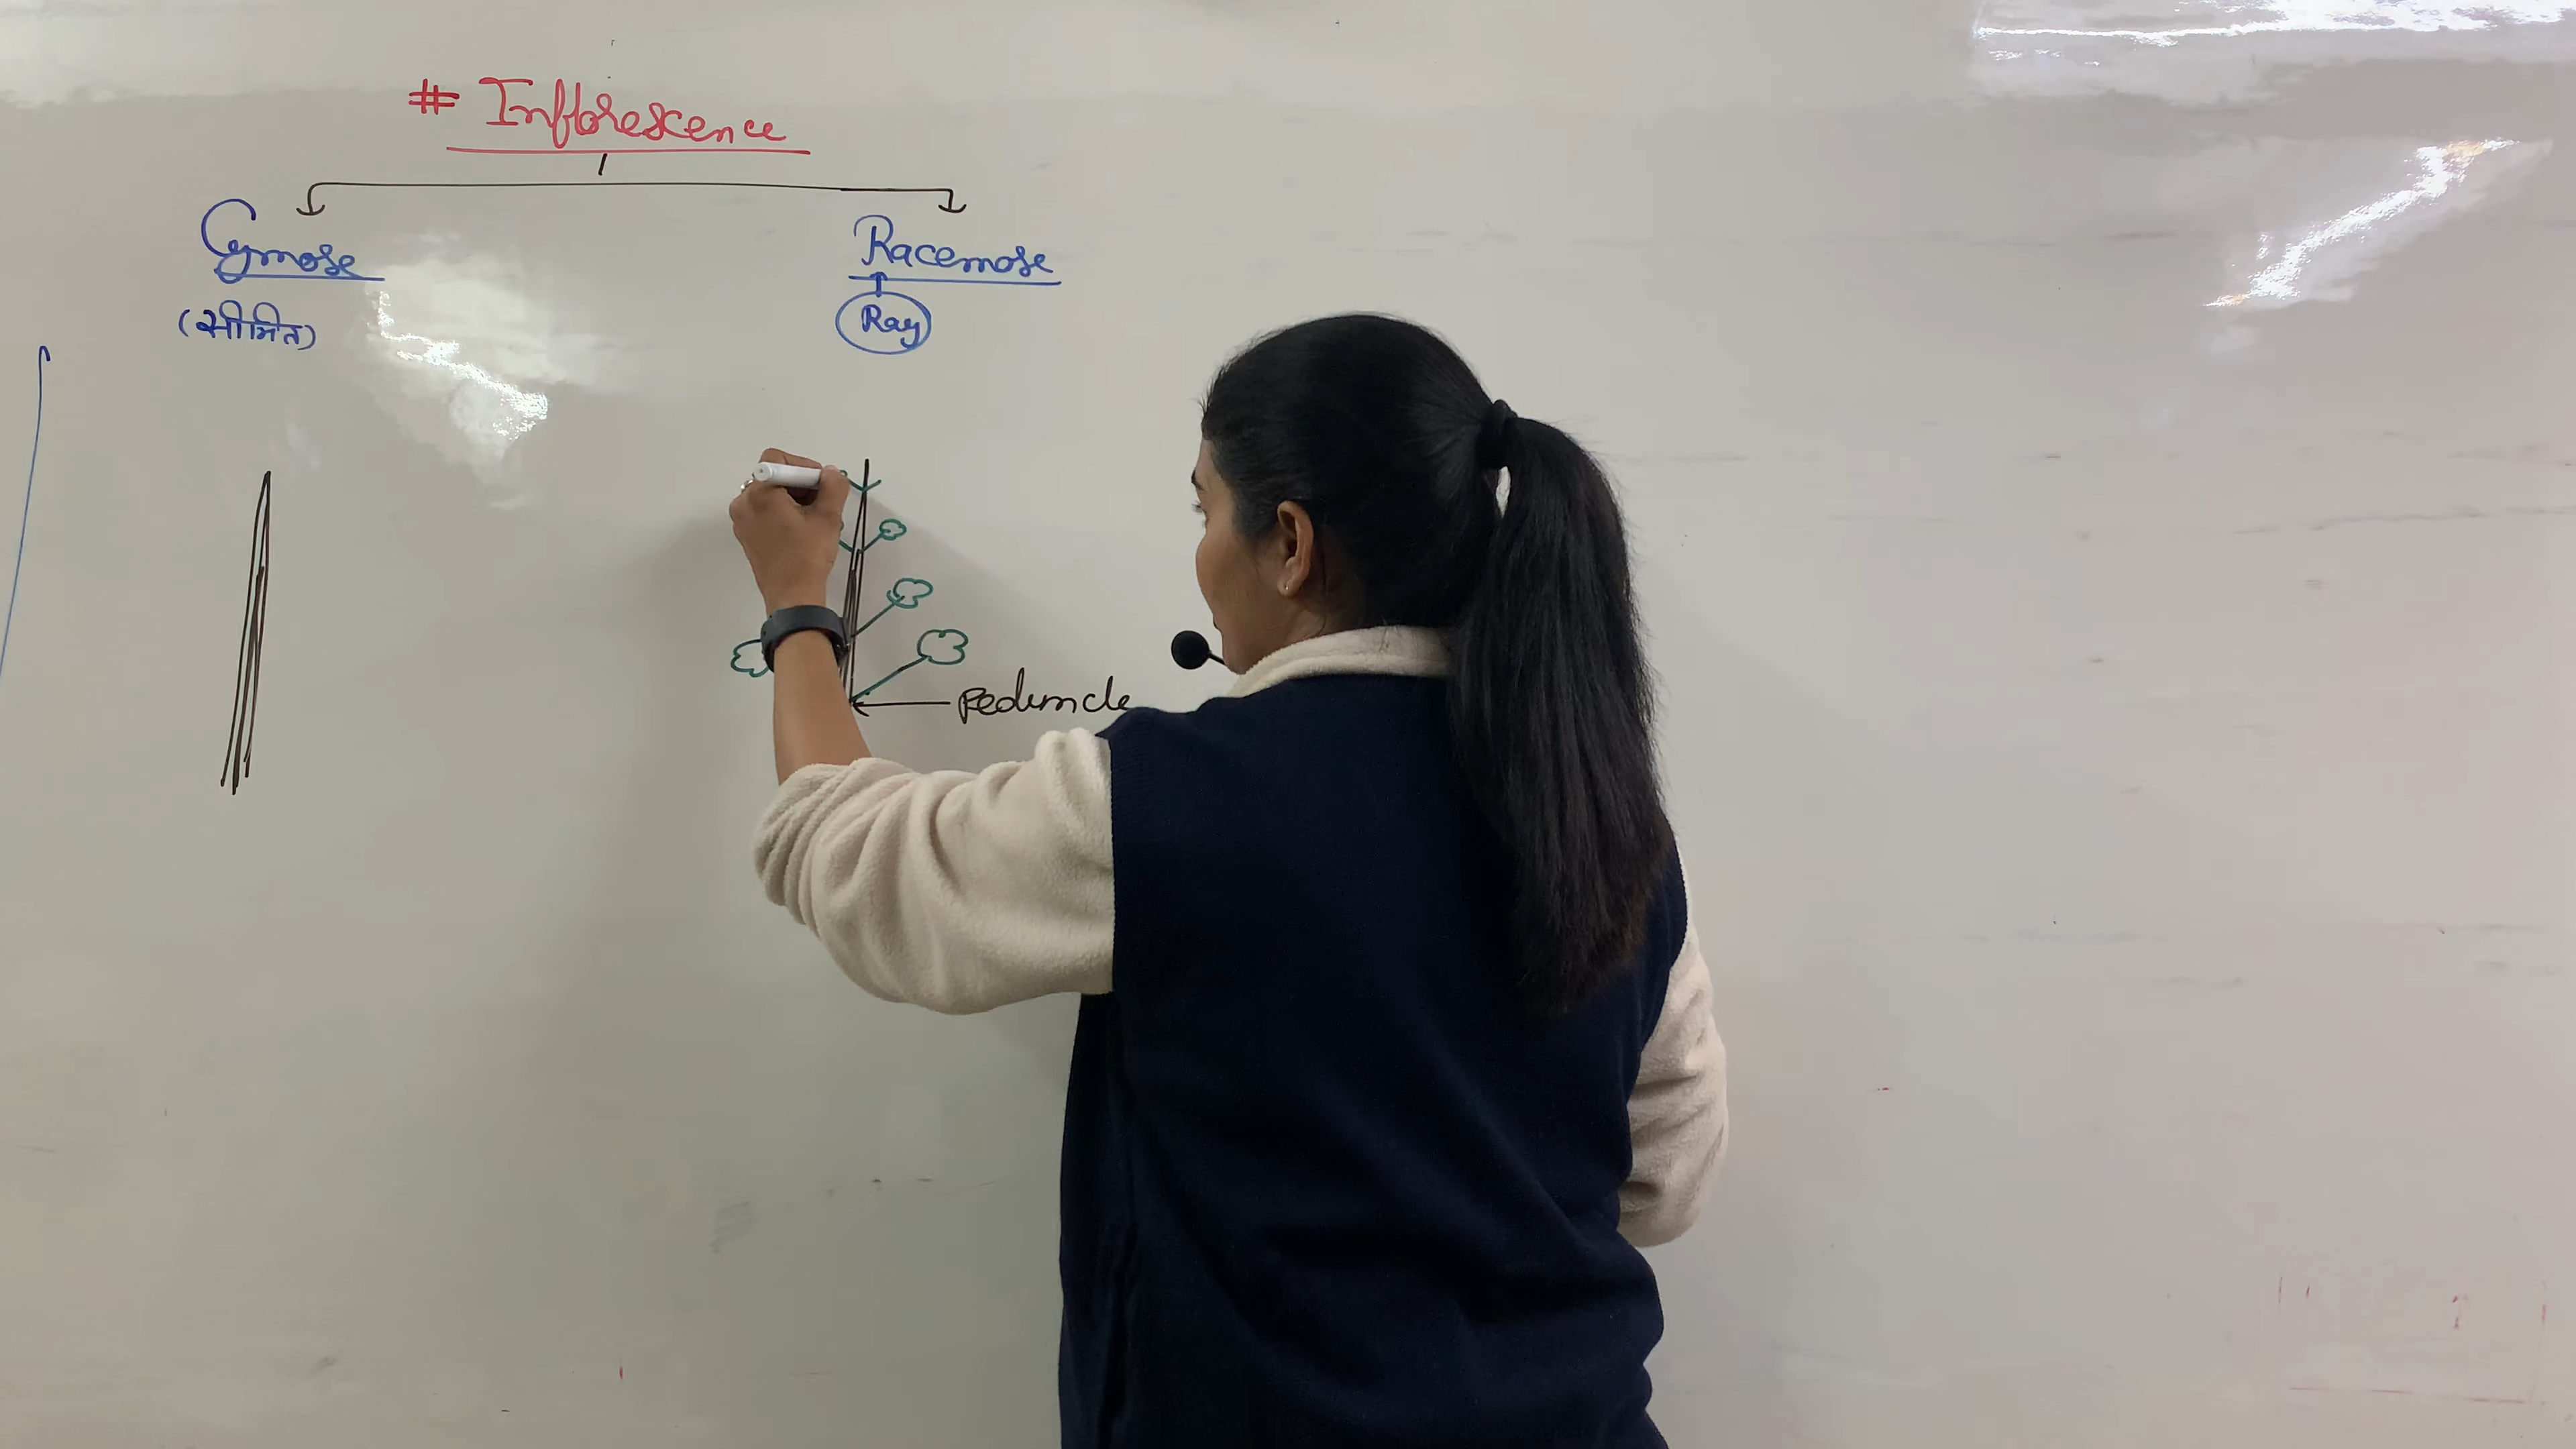 # Inflorescence
Cymose
Racemose
(सीमित)
Ray
Peduncle